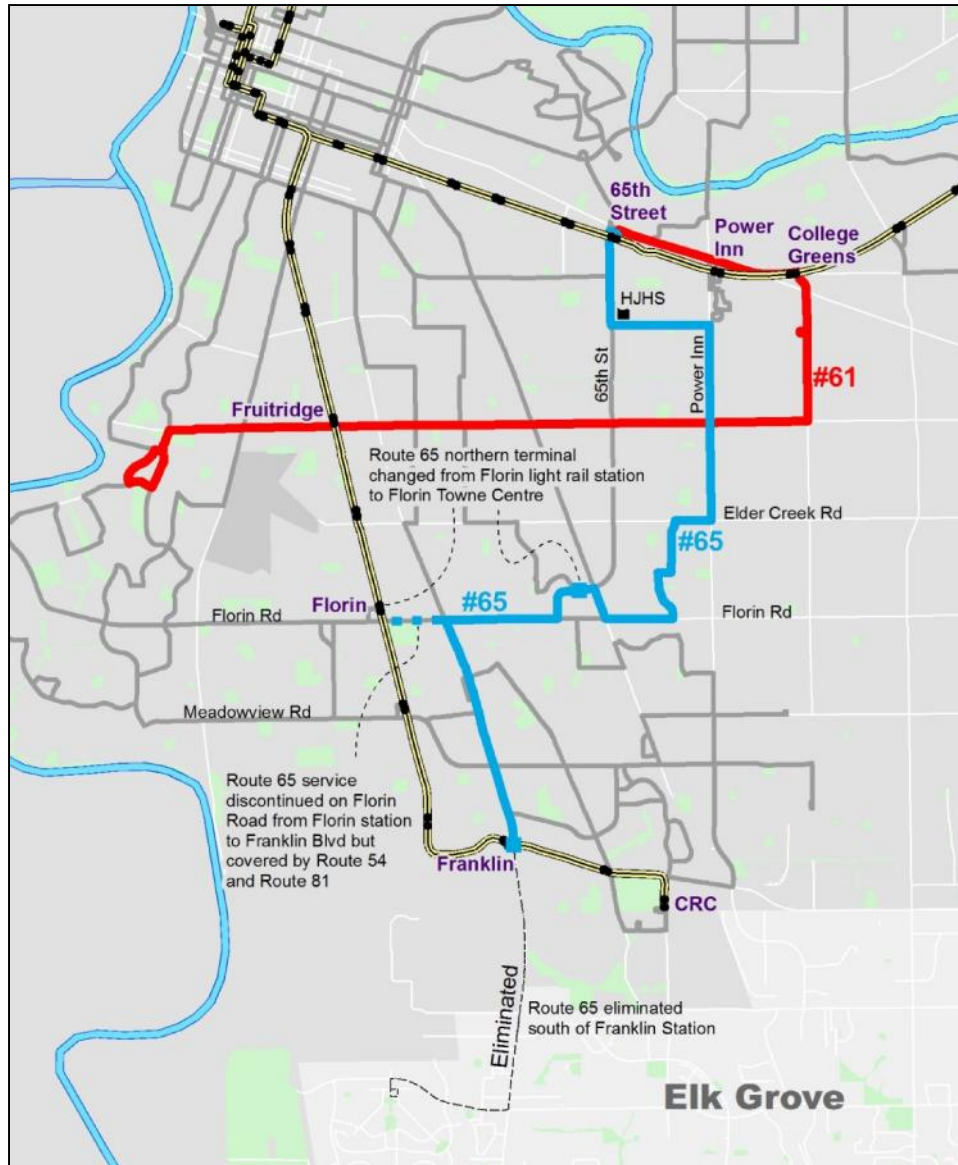 65th
Street
Power
Inn
College
Greens
HJHS
65th St
Power Inn
#61
Fruitridge
Route 65 northern terminal
changed from Florin light rail station
to Florin Towne Centre
Elder Creek Rd
#65
Florin
#65
Florin Rd
Florin Rd
Meadowview Rd
Route 65 service
discontinued on Florin
Road from Florin station
to Franklin Blvd but
covered by Route 54
and Route 81
Franklin
CRC
Eliminated
Route 65 eliminated
south of Franklin Station
Elk Grove